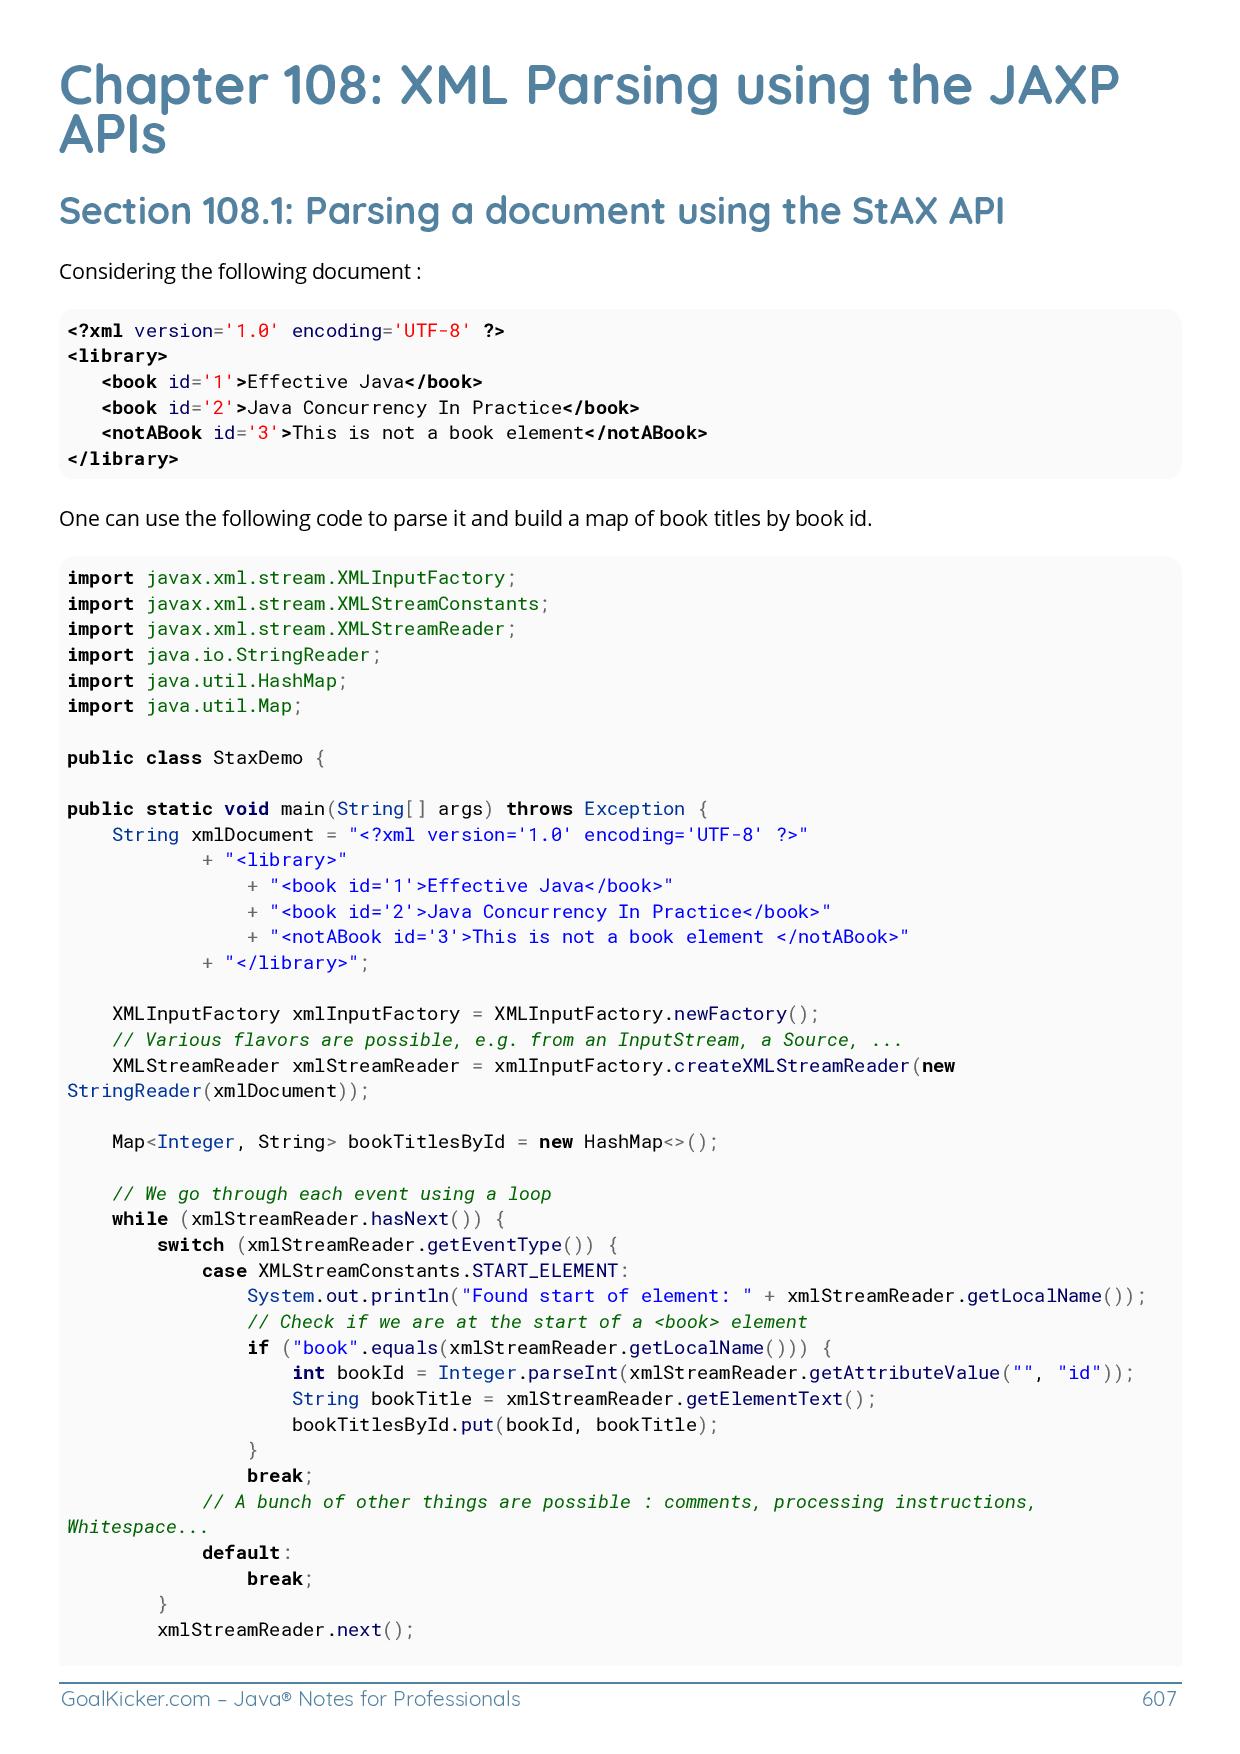 Chapter 108: XML Parsing using the JAXP
APIs
Section 108.1: Parsing a document using the StAX API
Considering the following document :
<?xml version='1.0' encoding='UTF-8' ?>
<library>
   <book id='1'>Effective Java</book>
   <book id='2'>Java Concurrency In Practice</book>
   <notABook id='3'>This is not a book element</notABook>
</library>
One can use the following code to parse it and build a map of book titles by book id.
import javax.xml.stream.XMLInputFactory;
import javax.xml.stream.XMLStreamConstants;
import javax.xml.stream.XMLStreamReader;
import java.io.StringReader;
import java.util.HashMap;
import java.util.Map;

public class StaxDemo {

public static void main(String[] args) throws Exception {
    String xmlDocument = "<?xml version='1.0' encoding='UTF-8' ?>"
            + "<library>"
                + "<book id='1'>Effective Java</book>"
                + "<book id='2'>Java Concurrency In Practice</book>"
                + "<notABook id='3'>This is not a book element </notABook>"
            + "</library>";

    XMLInputFactory xmlInputFactory = XMLInputFactory.newFactory();
    // Various flavors are possible, e.g. from an InputStream, a Source, ...
    XMLStreamReader xmlStreamReader = xmlInputFactory.createXMLStreamReader(new
StringReader(xmlDocument));

    Map<Integer, String> bookTitlesById = new HashMap<>();

    // We go through each event using a loop
    while (xmlStreamReader.hasNext()) {
        switch (xmlStreamReader.getEventType()) {
            case XMLStreamConstants.START_ELEMENT:
                System.out.println("Found start of element: " + xmlStreamReader.getLocalName());
                // Check if we are at the start of a <book> element
                if ("book".equals(xmlStreamReader.getLocalName())) {
                    int bookId = Integer.parseInt(xmlStreamReader.getAttributeValue("", "id"));
                    String bookTitle = xmlStreamReader.getElementText();
                    bookTitlesById.put(bookId, bookTitle);
                }
                break;
            // A bunch of other things are possible : comments, processing instructions,
Whitespace...
            default:
                break;
        }
        xmlStreamReader.next();
GoalKicker.com – Java® Notes for Professionals
607